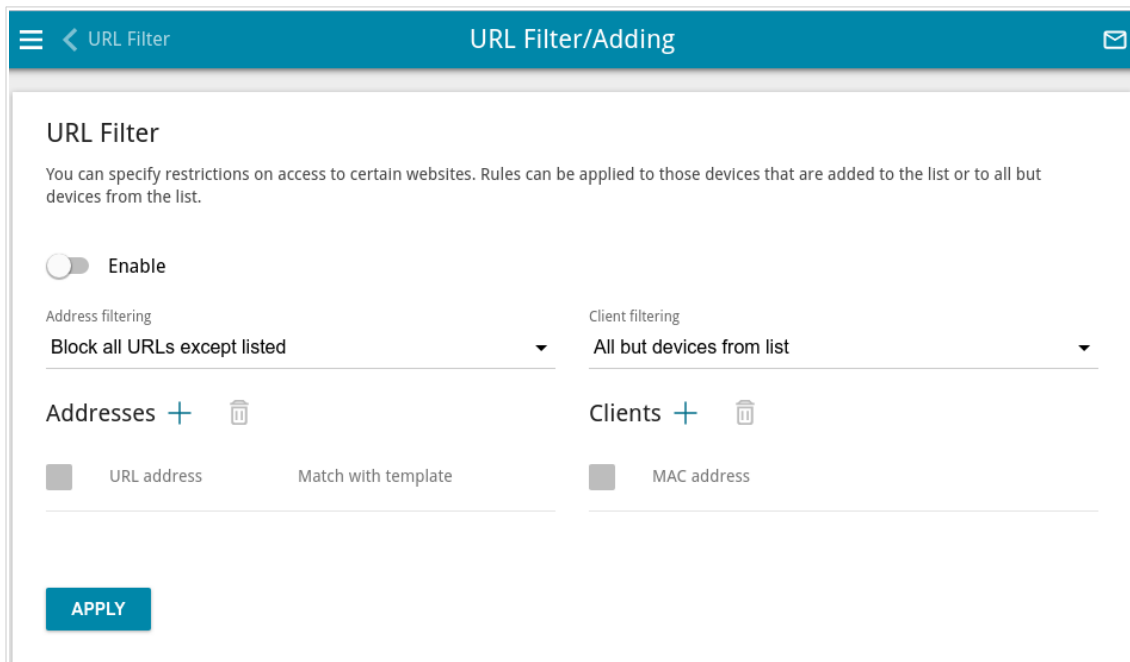 URL Filter
URL Filter/Adding
URL Filter
You can specify restrictions on access to certain websites. Rules can be applied to those devices that are added to the list or to all but
devices from the list.
Enable
Address filtering
Block all URLs except listed
Client filtering
All but devices from list
Addresses
URL address Match with template
Clients
MAC address
APPLY